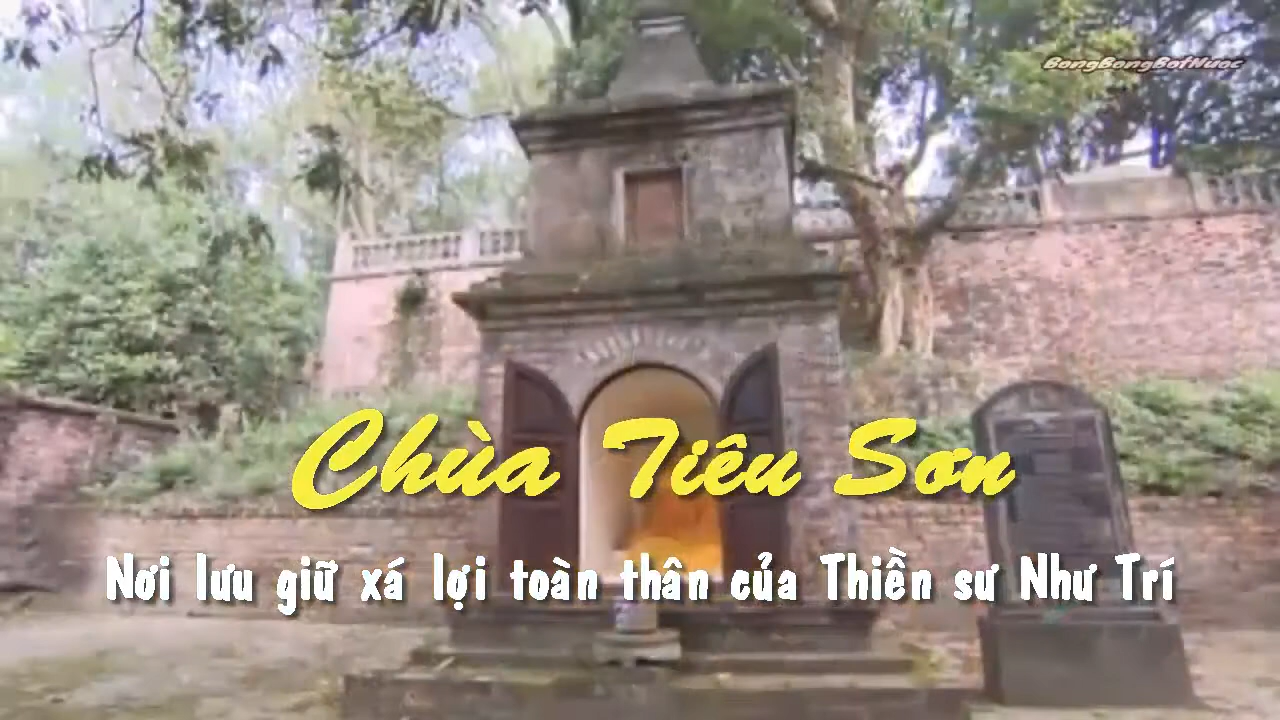 BongBongBotNuoc
Chùa Tiêu Sơn
Nơi lưu giữ xá lợi toàn thân của Thiền sư Như Trí